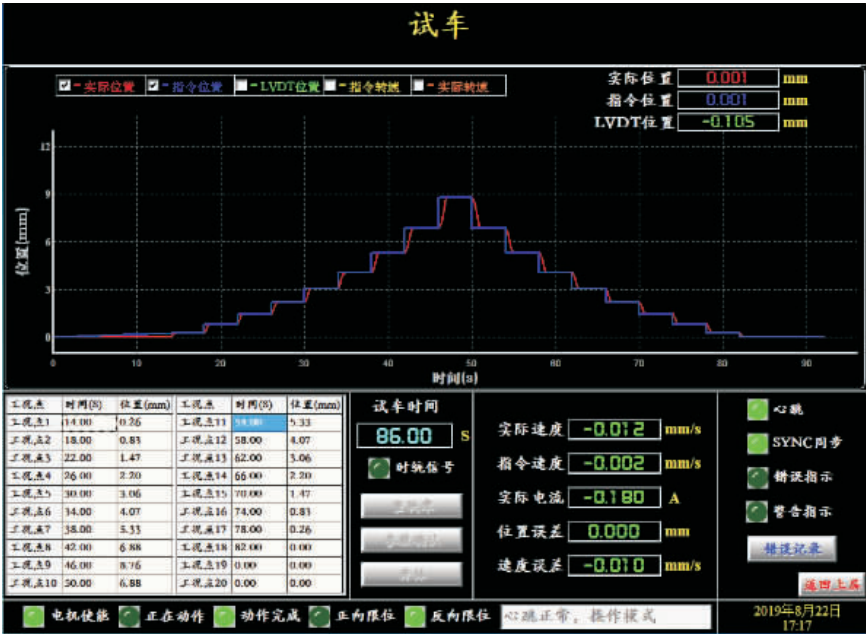 试车
-实际位置 -指令位置 -LVDT位置 -指令转速 -实际转速
实际位置 0.001 mm
指令位置 0.001 mm
LVDT位置 -0.105 mm
位置(mm)
12
9
6
3
0
0 10 20 30 40 50 60 70 80 90
时间(s)
工况点 时间(S) 位置(mm) 工况点 时间(S) 位置(mm)
工况点1 14.00 0.26 工况点11 54.00 5.33
工况点2 18.00 0.83 工况点12 58.00 4.07
工况点3 22.00 1.47 工况点13 62.00 3.06
工况点4 26.00 2.20 工况点14 66.00 2.20
工况点5 30.00 3.06 工况点15 70.00 1.47
工况点6 34.00 4.07 工况点16 74.00 0.83
工况点7 38.00 5.33 工况点17 78.00 0.26
工况点8 42.00 6.88 工况点18 82.00 0.00
工况点9 46.00 8.76 工况点19 0.00 0.00
工况点10 50.00 6.88 工况点20 0.00 0.00
试车时间
86.00 S
时统信号
实际速度 -0.012 mm/s
指令速度 -0.002 mm/s
实际电流 -0.180 A
位置误差 0.000 mm
速度误差 -0.010 mm/s
心跳
SYNC同步
错误指示
警告指示
错误记录
返回上层
电机使能 正在动作 动作完成 正向限位 反向限位 心跳正常，操作模式
2019年8月22日
17:17